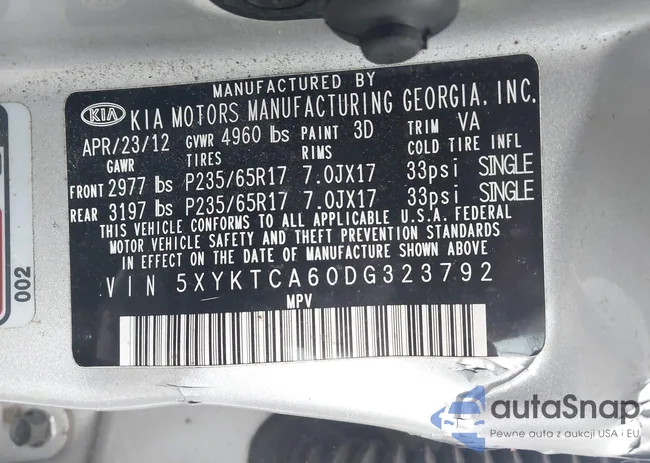 MANUFACTURED BY
KIA KIA MOTORS MANUFACTURING GEORGIA, INC.
APR/23/12 GVWR 4960 lbs PAINT 3D TRIM VA
GAWR TIRES RIMS COLD TIRE INFL
FRONT 2977 lbs P235/65R17 7.0JX17 33psi SINGLE
REAR 3197 lbs P235/65R17 7.0JX17 33psi SINGLE
THIS VEHICLE CONFORMS TO ALL APPLICABLE U.S.A. FEDERAL
MOTOR VEHICLE SAFETY AND THEFT PREVENTION STANDARDS
IN EFFECT ON THE DATE OF MANUFACTURE SHOWN ABOVE.
VIN 5XYKTCA60DG323792
MPV
002
autoSnap
Pewne auta z aukcji USA i EU